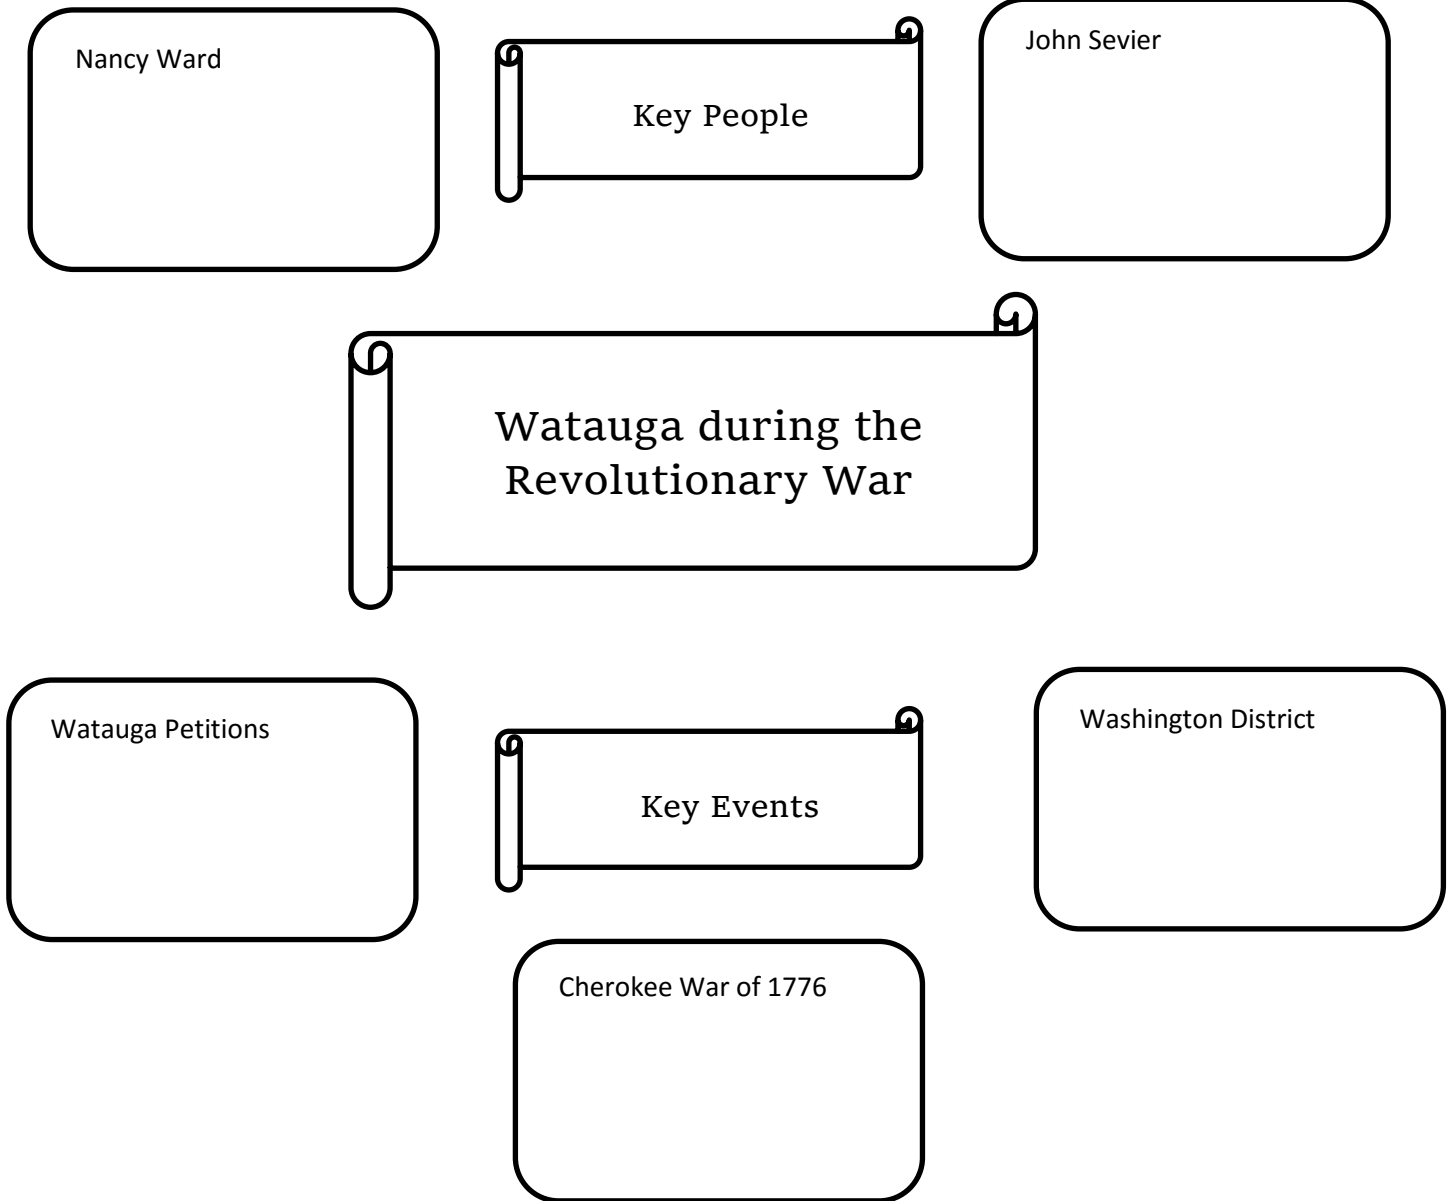 Nancy Ward
Key People
John Sevier
Watauga during the
Revolutionary War
Watauga Petitions
Key Events
Washington District
Cherokee War of 1776